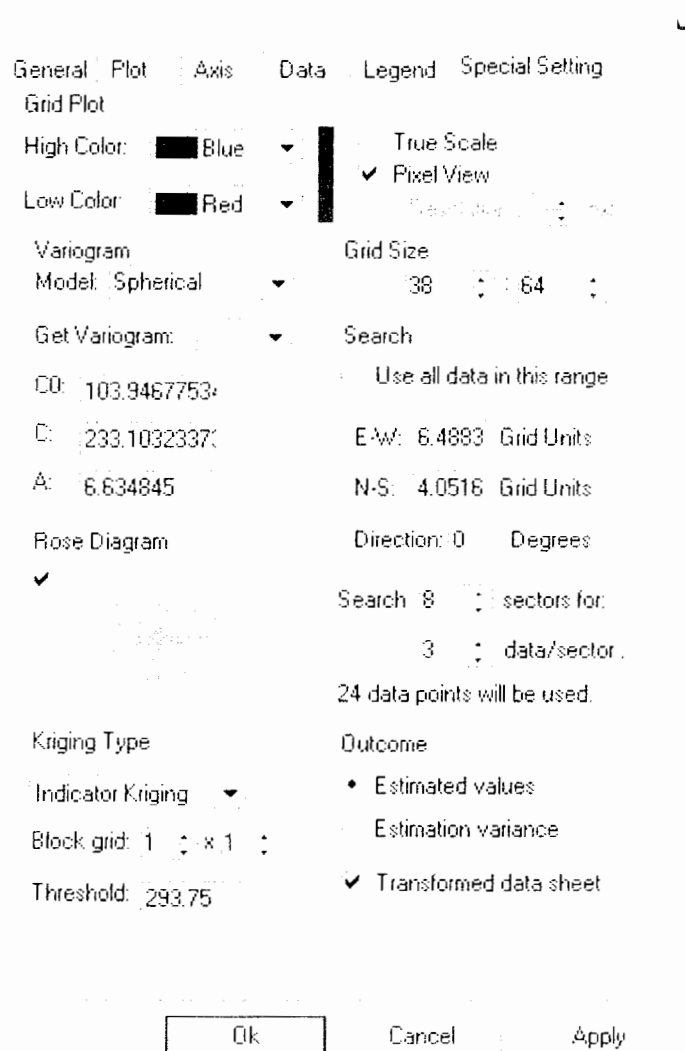 General Plot Axis Data Legend Special Setting
Grid Plot
High Color: Blue
True Scale
Pixel View
Low Color: Red
Variogram
Model: Spherical
Grid Size
38 64
Get Variogram:
Search
Use all data in this range
C0: 103.9467753
C: 233.1032337
E-W: 6.4883 Grid Units
A: 6.634845
N-S: 4.0516 Grid Units
Rose Diagram
Direction: 0 Degrees
Search 8 sectors for:
3 data/sector.
24 data points will be used.
Kriging Type
Outcome
Indicator Kriging
Estimated values
Block grid: 1 x 1
Estimation variance
Threshold: 293.75
Transformed data sheet
Ok Cancel Apply